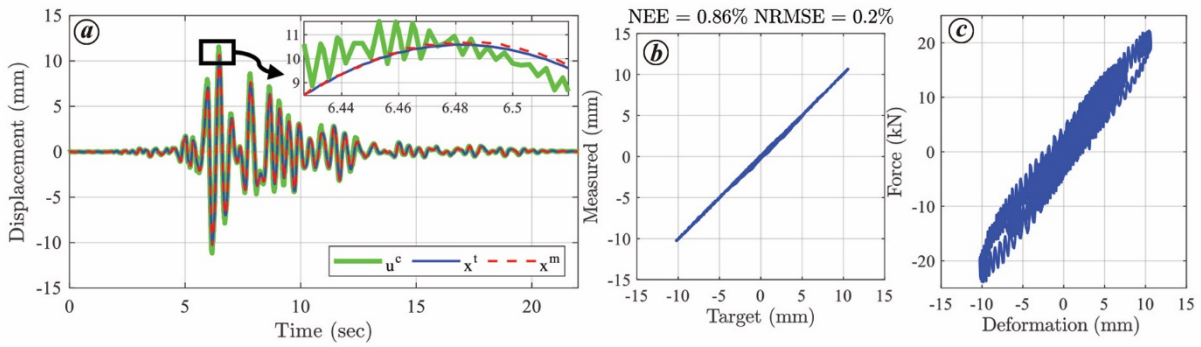 NEE = 0.86% NRMSE = 0.2%
a
Displacement (mm)
15
10
5
0
-5
-10
-15
0
5
10
15
20
Time (sec)
11
10
9
6.44
6.46
6.48
6.5
uᶜ xᵗ xᵐ
b
Measured (mm)
15
10
5
0
-5
-10
-15
-15 -10 -5 0 5 10 15
Target (mm)
c
Force (kN)
20
10
0
-10
-20
-15 -10 -5 0 5 10 15
Deformation (mm)